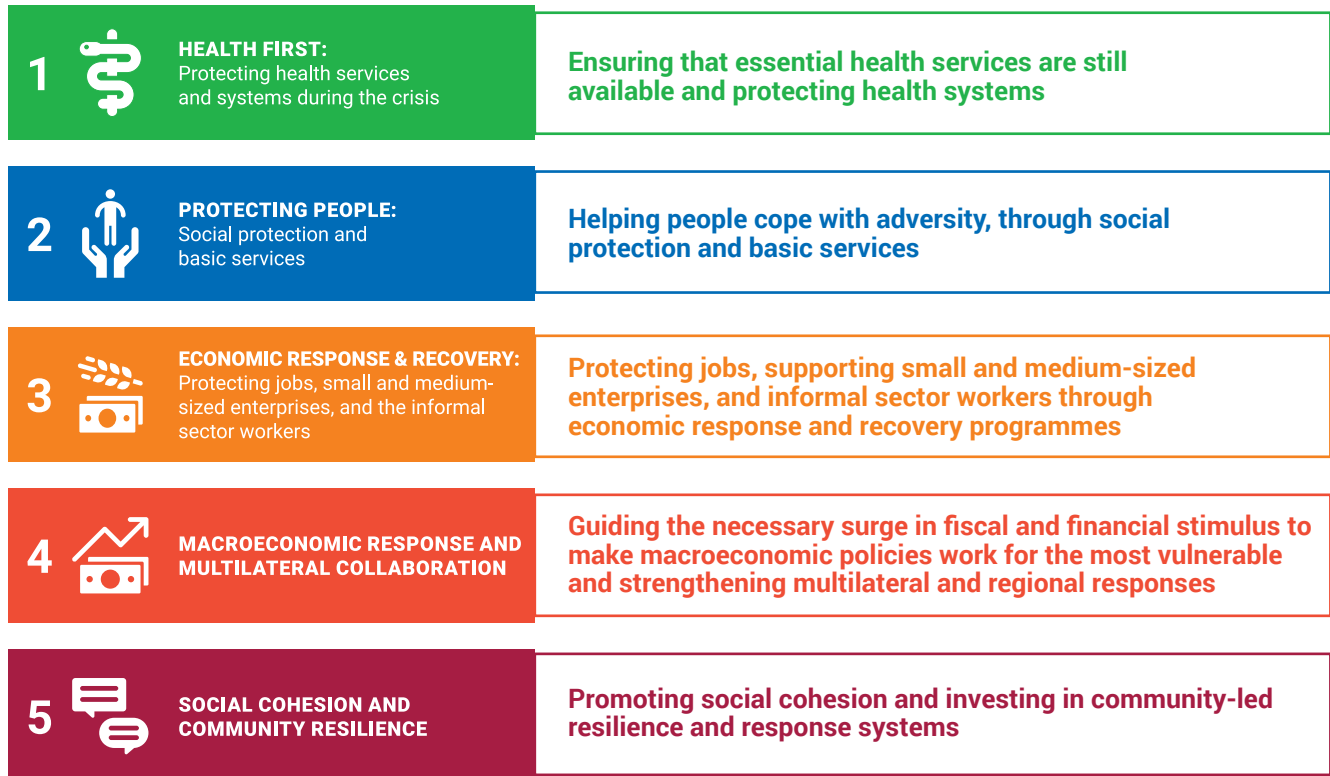 1
HEALTH FIRST:
Protecting health services
and systems during the crisis
Ensuring that essential health services are still
available and protecting health systems
2
PROTECTING PEOPLE:
Social protection and
basic services
Helping people cope with adversity, through social
protection and basic services
3
ECONOMIC RESPONSE & RECOVERY:
Protecting jobs, small and medium-
sized enterprises, and the informal
sector workers
Protecting jobs, supporting small and medium-sized
enterprises, and informal sector workers through
economic response and recovery programmes
4
MACROECONOMIC RESPONSE AND
MULTILATERAL COLLABORATION
Guiding the necessary surge in fiscal and financial stimulus to
make macroeconomic policies work for the most vulnerable
and strengthening multilateral and regional responses
5
SOCIAL COHESION AND
COMMUNITY RESILIENCE
Promoting social cohesion and investing in community-led
resilience and response systems